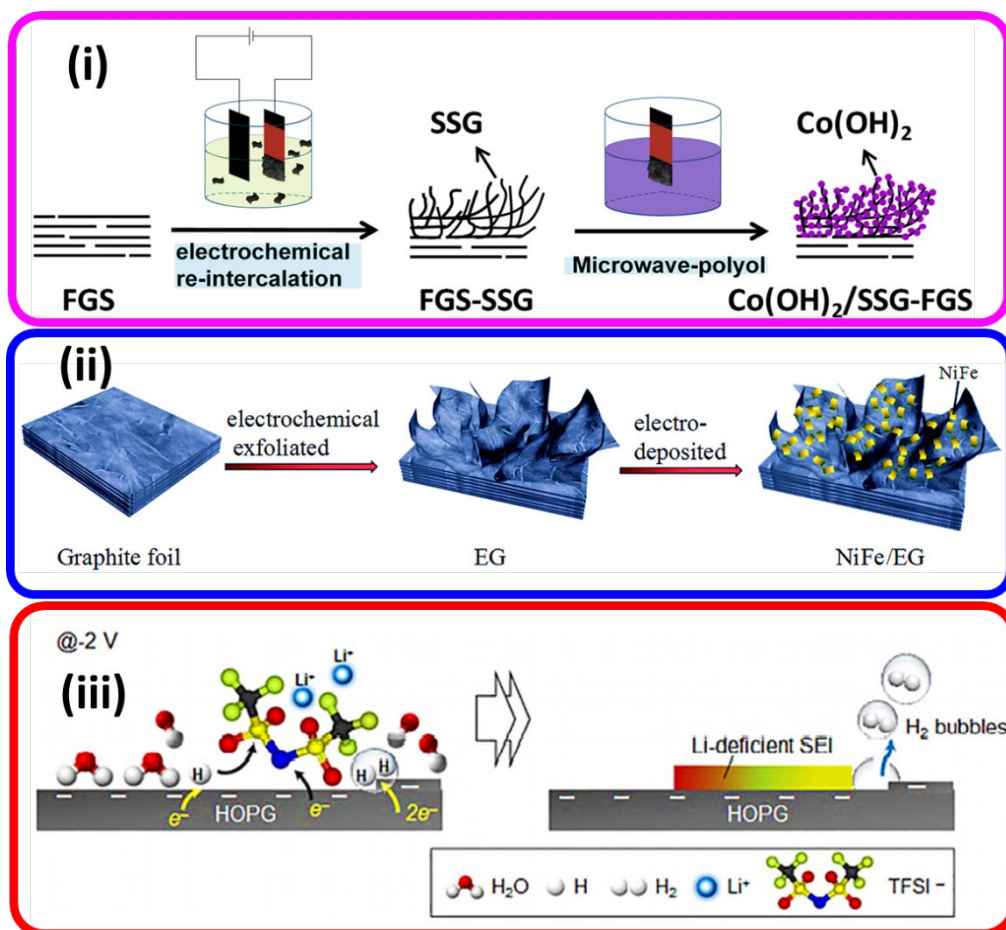 (i)
SSG
Co(OH)₂
electrochemical
re-intercalation
Microwave-polyol
FGS
FGS-SSG
Co(OH)₂/SSG-FGS
(ii)
NiFe
electrochemical
exfoliated
electro-
deposited
Graphite foil
EG
NiFe/EG
@-2 V
(iii)
Li⁺
Li⁺
H
H
H
e⁻
HOPG
e⁻
2e⁻
H₂ bubbles
Li-deficient SEI
HOPG
H₂O
H
H₂
Li⁺
TFSI⁻